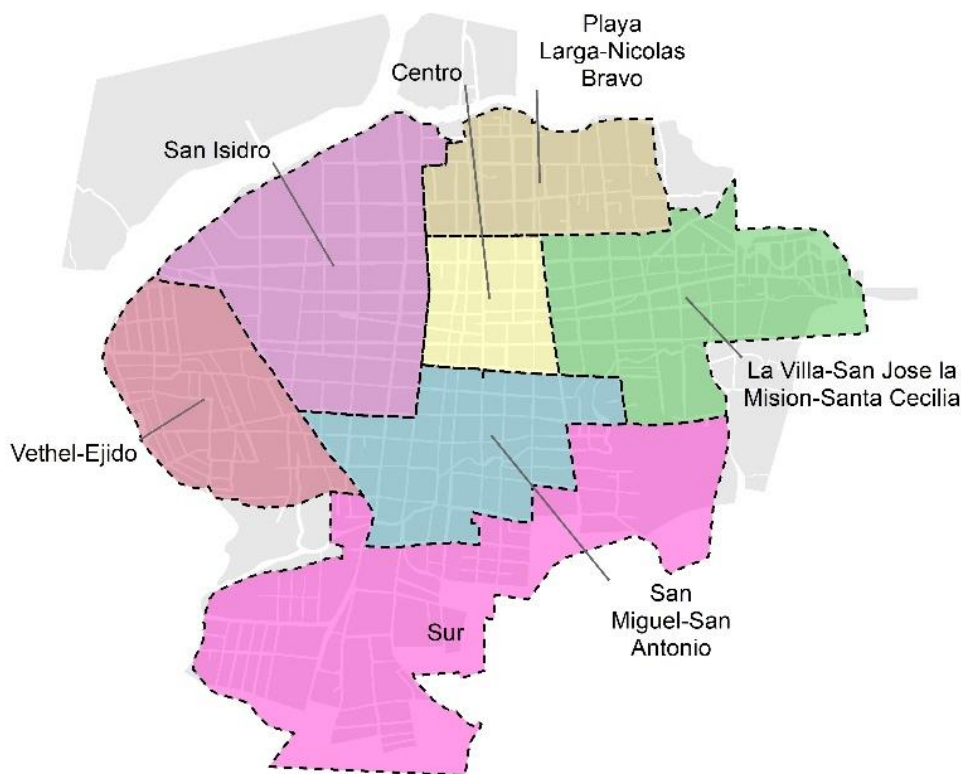 Playa
Larga-Nicolas
Bravo
Centro
San Isidro
La Villa-San Jose la
Mision-Santa Cecilia
Vethel-Ejido
San
Miguel-San
Antonio
Sur